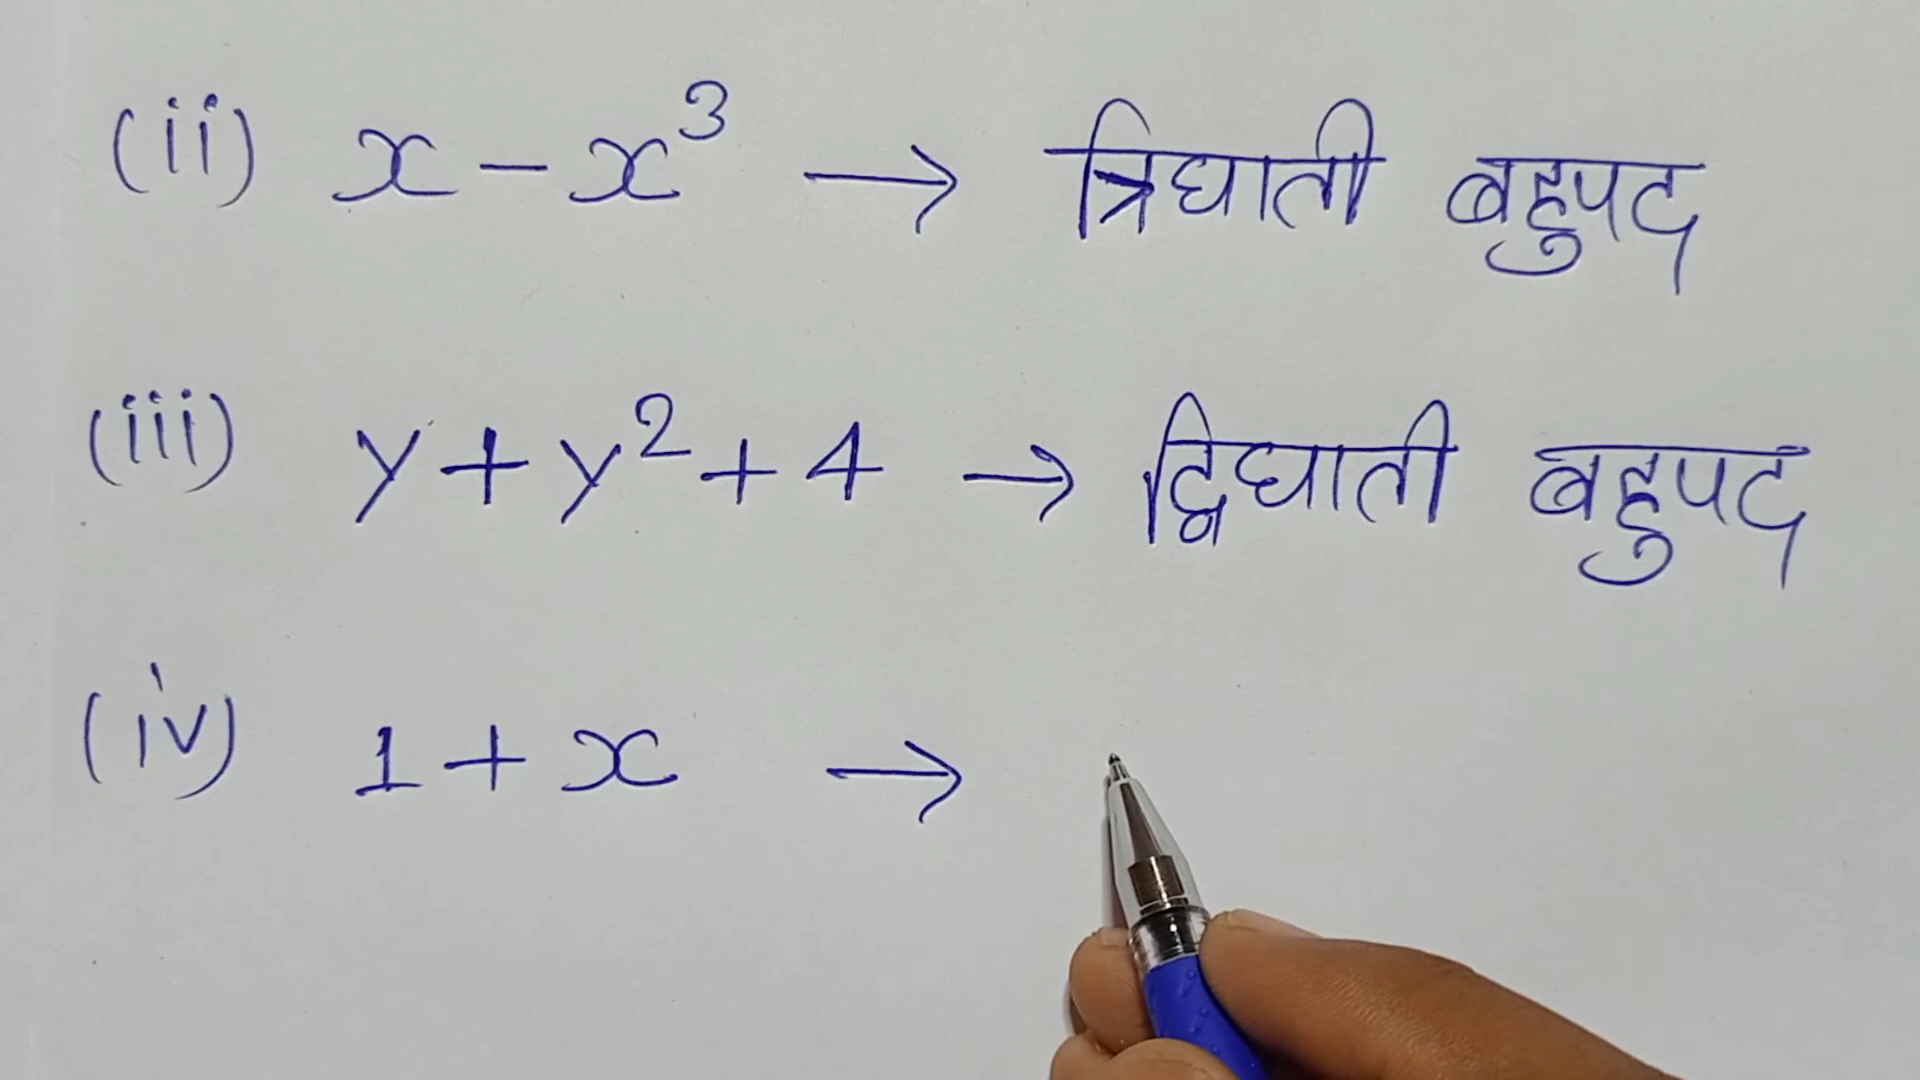 (ii) x - x³ → त्रिघाती बहुपद
(iii) y + y² + 4 → द्विघाती बहुपद
(iv) 1 + x →